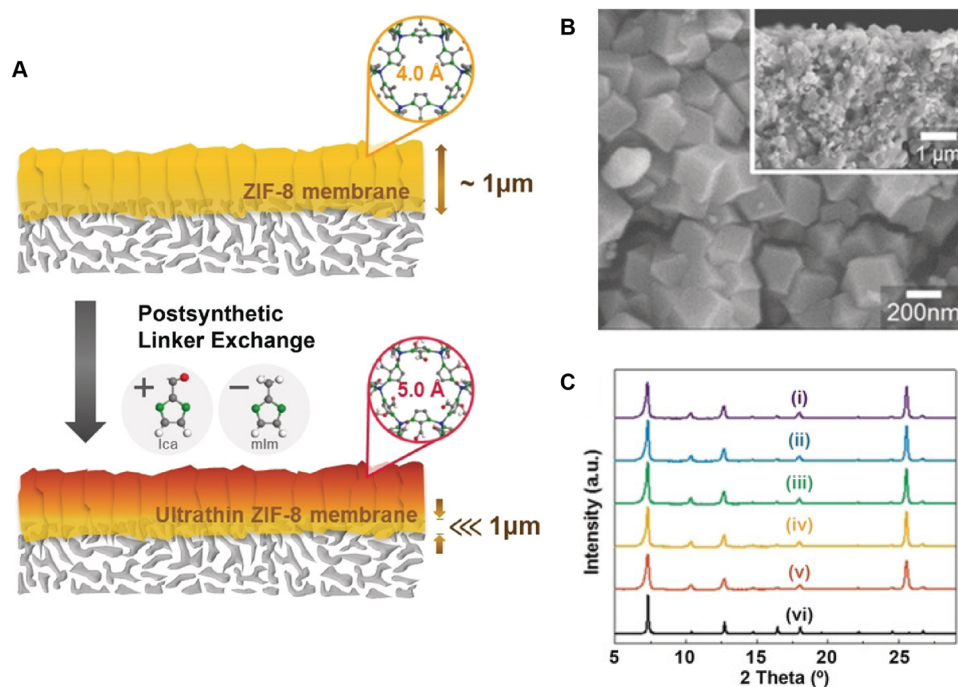 A
4.0 Å
ZIF-8 membrane
~ 1μm
Postsynthetic
Linker Exchange
+
−
Ica
mIm
5.0 Å
Ultrathin ZIF-8 membrane
<<< 1μm
B
1 μm
200nm
C
(i)
(ii)
(iii)
(iv)
(v)
(vi)
Intensity (a.u.)
5 10 15 20 25
2 Theta (º)